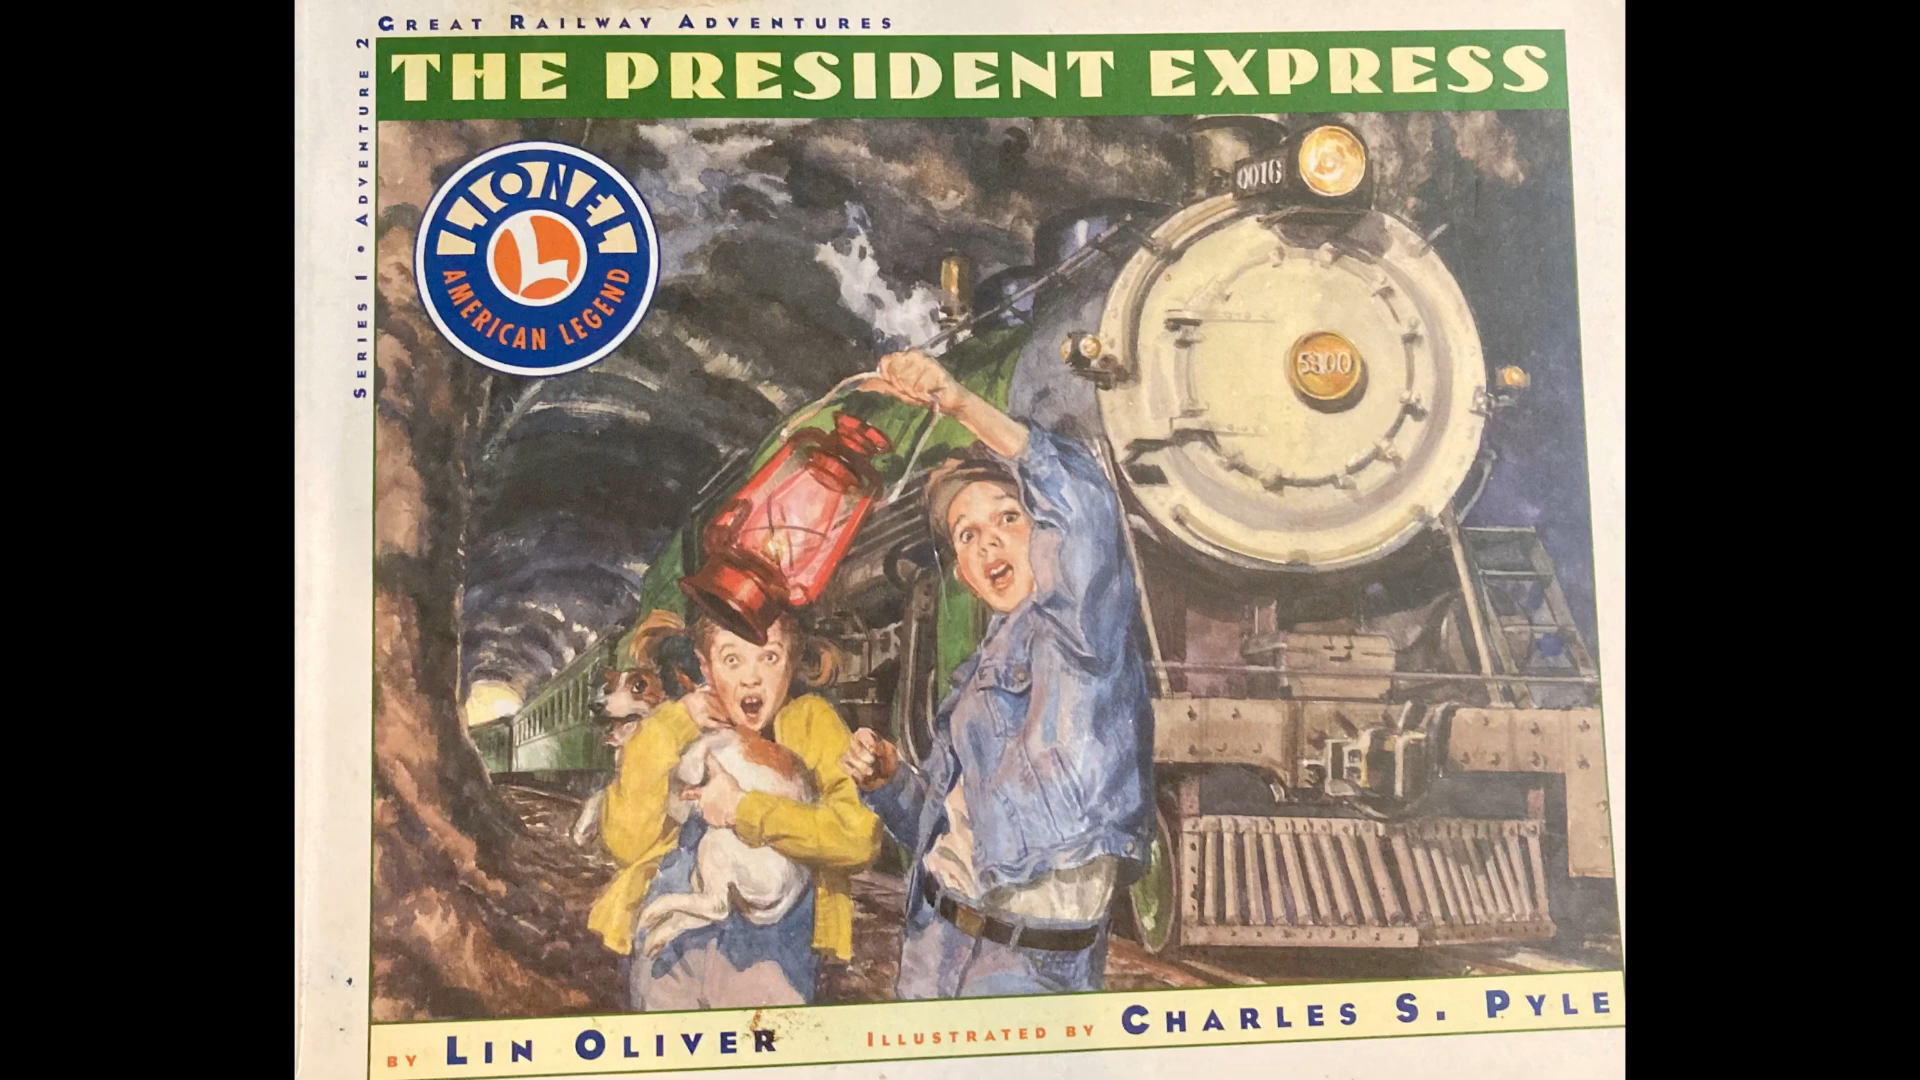 GREAT RAILWAY ADVENTURES
SERIES 1 • ADVENTURE 2
THE PRESIDENT EXPRESS
LIONEL
L
AMERICAN LEGEND
0016
5300
BY LIN OLIVER ILLUSTRATED BY CHARLES S. PYLE